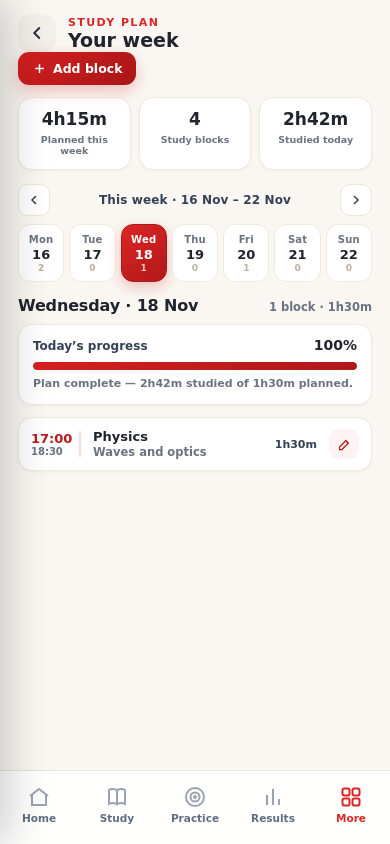 STUDY PLAN
Your week
+ Add block
4h15m
Planned this
week
4
Study blocks
2h42m
Studied today
This week · 16 Nov – 22 Nov
Mon
16
2
Tue
17
0
Wed
18
1
Thu
19
0
Fri
20
1
Sat
21
0
Sun
22
0
Wednesday · 18 Nov
1 block · 1h30m
Today’s progress
100%
Plan complete — 2h42m studied of 1h30m planned.
17:00
18:30
Physics
Waves and optics
1h30m
Home
Study
Practice
Results
More